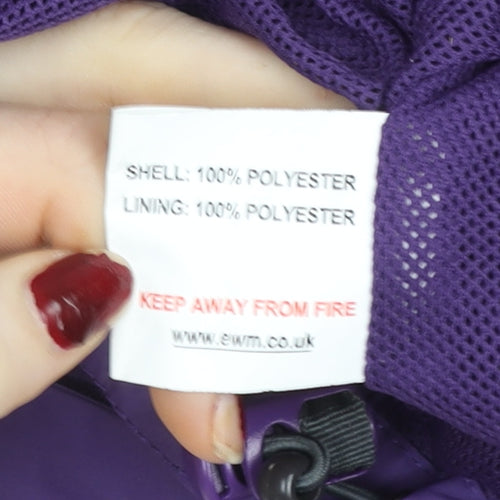 SHELL: 100% POLYESTER
LINING: 100% POLYESTER
KEEP AWAY FROM FIRE
www.ewm.co.uk